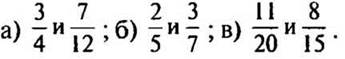 а) 3/4 и 7/12 ; б) 2/5 и 3/7 ; в) 11/20 и 8/15 .